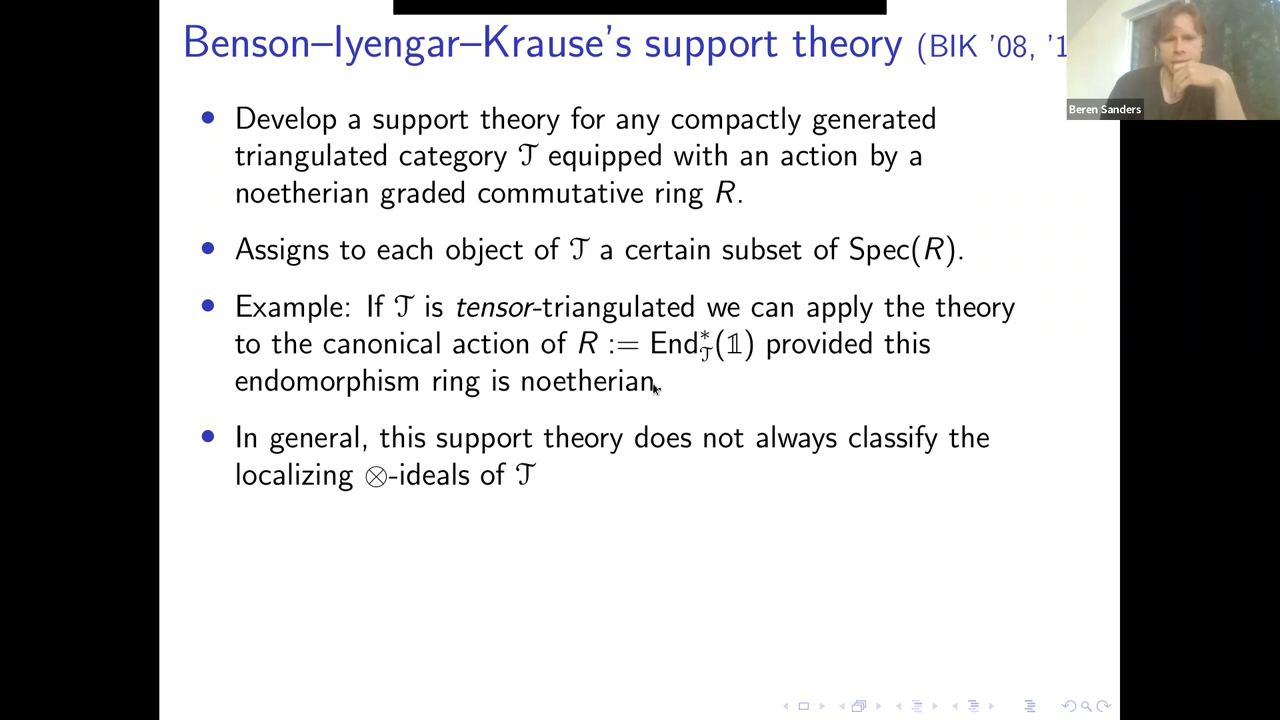 Benson–Iyengar–Krause's support theory (BIK '08, '1
Beren Sanders
• Develop a support theory for any compactly generated
triangulated category 𝒯 equipped with an action by a
noetherian graded commutative ring R.
• Assigns to each object of 𝒯 a certain subset of Spec(R).
• Example: If 𝒯 is tensor-triangulated we can apply the theory
to the canonical action of R := End*𝒯(𝟙) provided this
endomorphism ring is noetherian.
• In general, this support theory does not always classify the
localizing ⊗-ideals of 𝒯